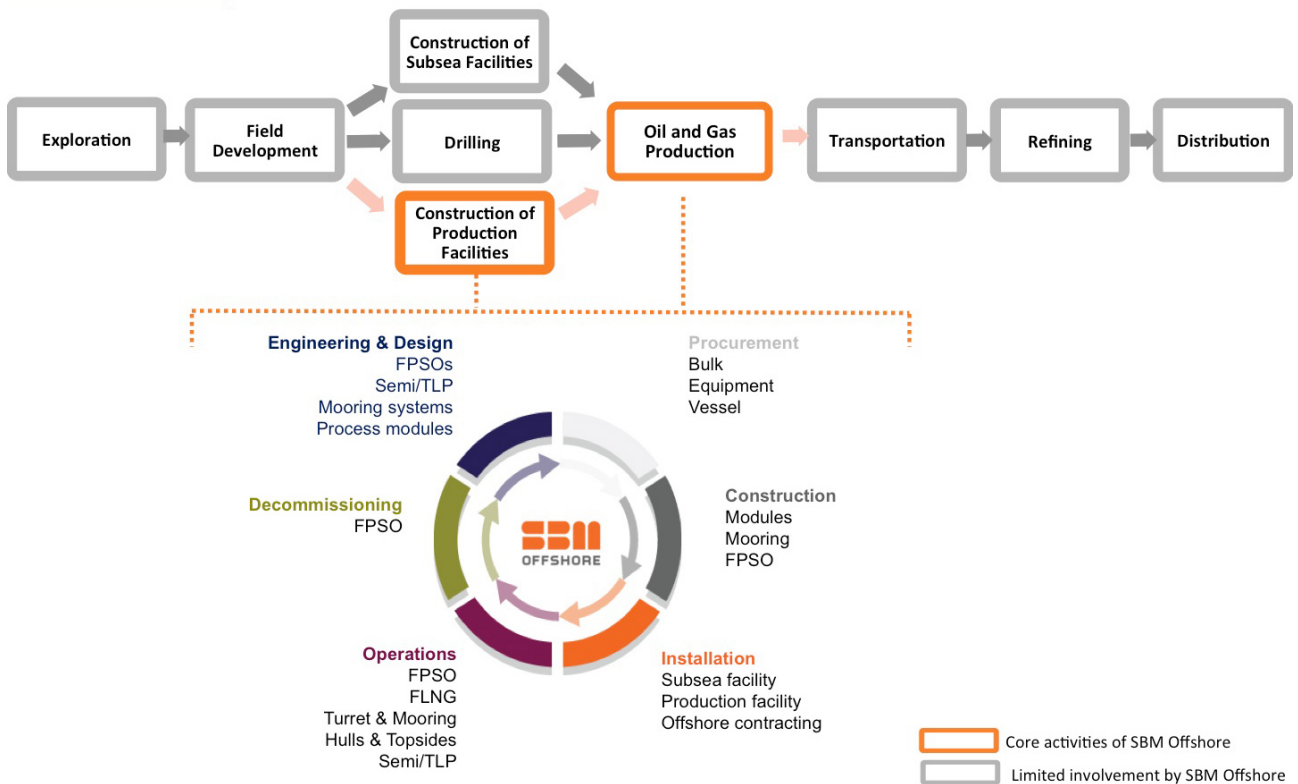 Construction of
Subsea Facilities
Exploration
Field
Development
Drilling
Oil and Gas
Production
Transportation
Refining
Distribution
Construction of
Production
Facilities
Engineering & Design
FPSOs
Semi/TLP
Mooring systems
Process modules
Procurement
Bulk
Equipment
Vessel
Decommissioning
FPSO
SBM
OFFSHORE
Construction
Modules
Mooring
FPSO
Operations
FPSO
FLNG
Turret & Mooring
Hulls & Topsides
Semi/TLP
Installation
Subsea facility
Production facility
Offshore contracting
Core activities of SBM Offshore
Limited involvement by SBM Offshore